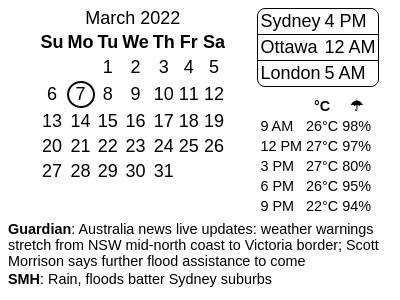 March 2022
Su Mo Tu We Th Fr Sa
1 2 3 4 5
6 7 8 9 10 11 12
13 14 15 16 17 18 19
20 21 22 23 24 25 26
27 28 29 30 31
Sydney 4 PM
Ottawa 12 AM
London 5 AM
°C ☂
9 AM 26°C 98%
12 PM 27°C 97%
3 PM 27°C 80%
6 PM 26°C 95%
9 PM 22°C 94%
Guardian: Australia news live updates: weather warnings
stretch from NSW mid-north coast to Victoria border; Scott
Morrison says further flood assistance to come
SMH: Rain, floods batter Sydney suburbs